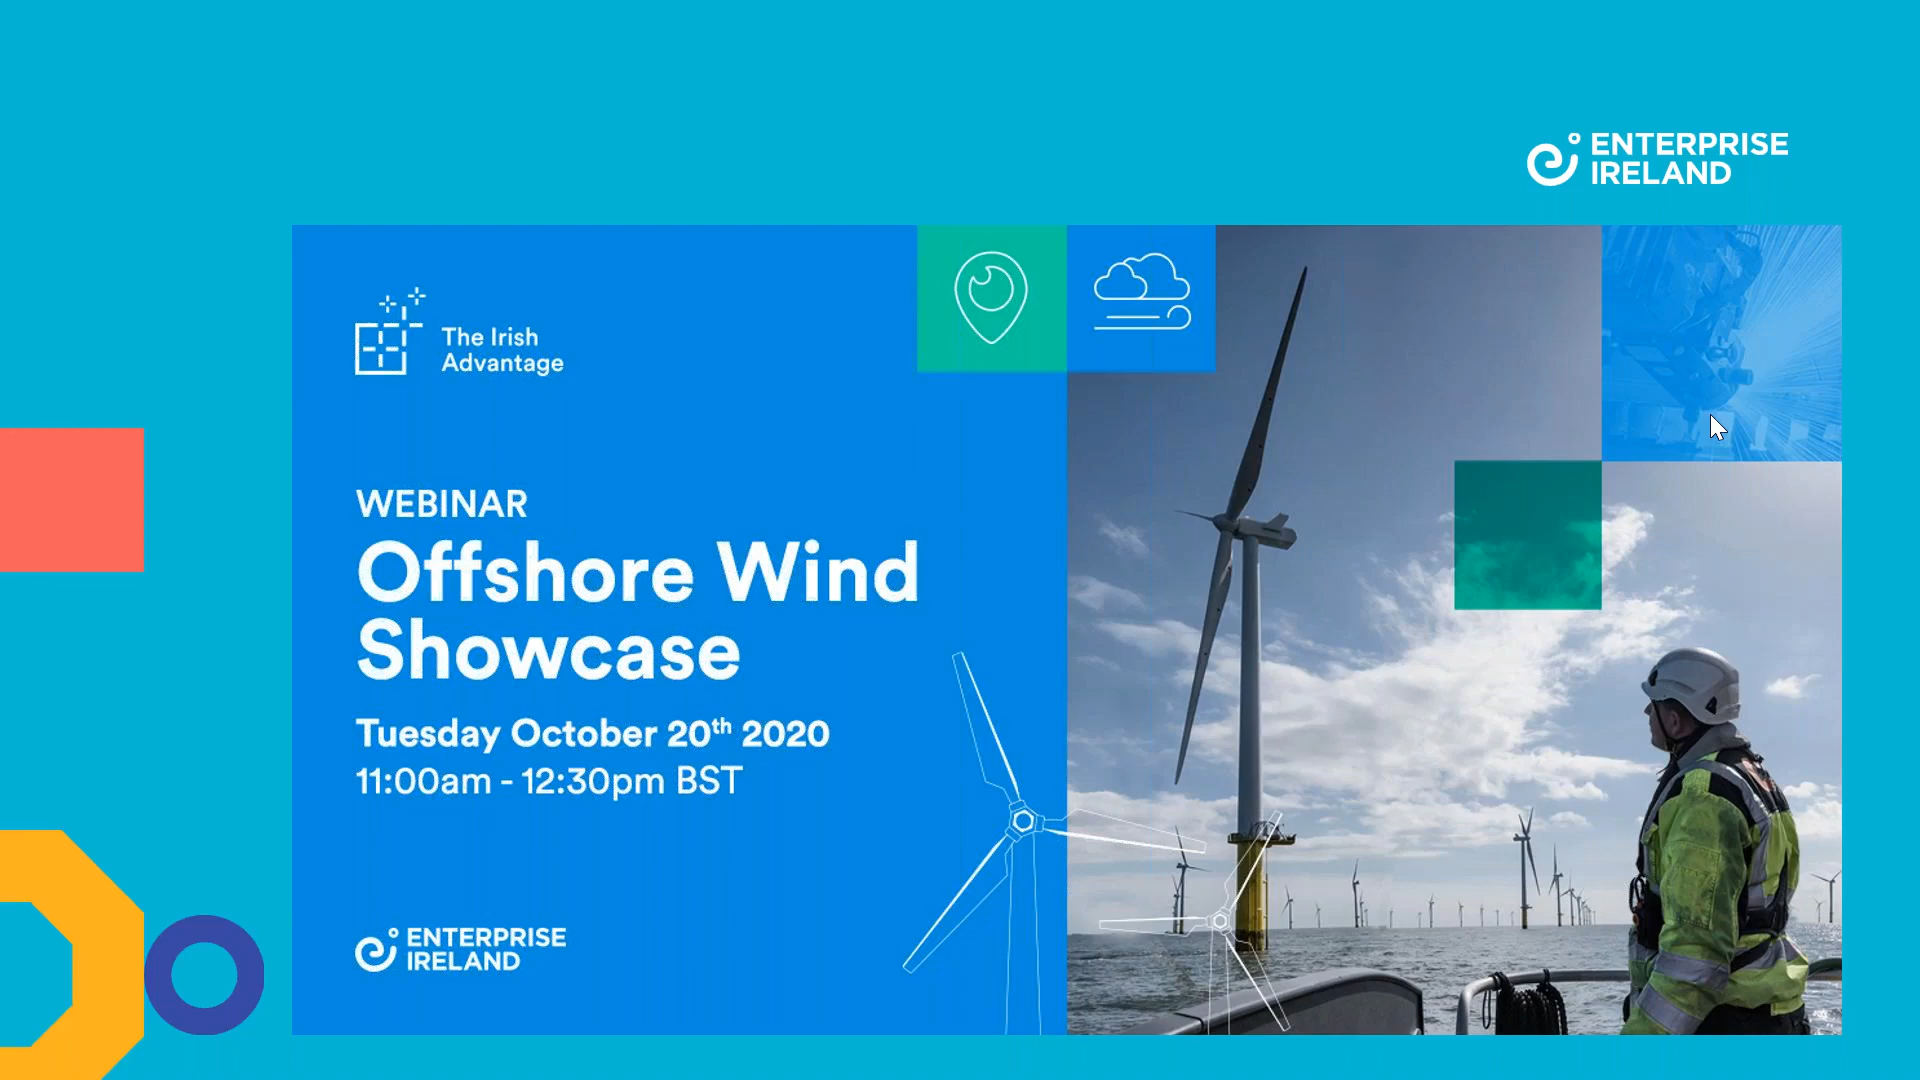 ENTERPRISE
IRELAND
The Irish
Advantage
WEBINAR
Offshore Wind
Showcase
Tuesday October 20th 2020
11:00am - 12:30pm BST
ENTERPRISE
IRELAND